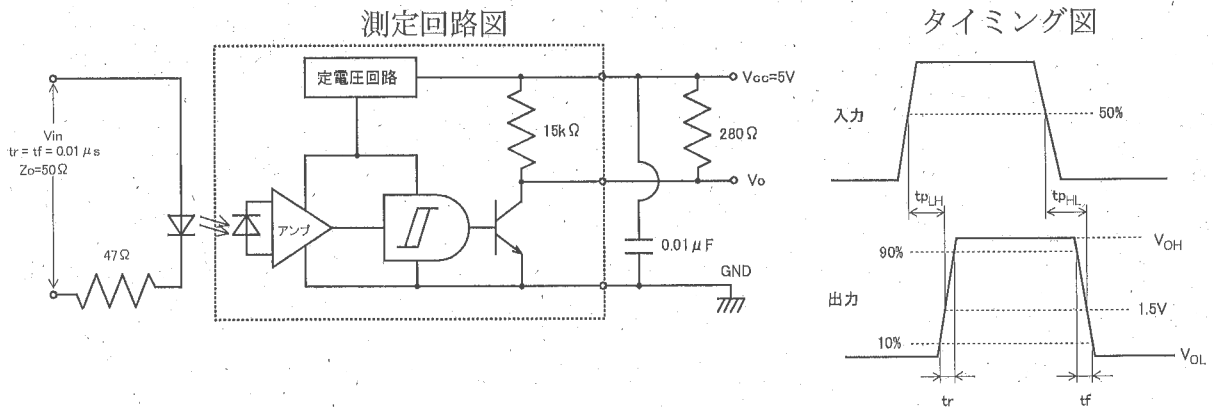 測定回路図
定電圧回路
Vcc=5V
15kΩ
280Ω
Vin
tr = tf = 0.01μs
Zo=50Ω
Vo
アンプ
47Ω
0.01μF
GND
タイミング図
入力
50%
tpLH
tpHL
VOH
90%
出力
1.5V
10%
VOL
tr
tf